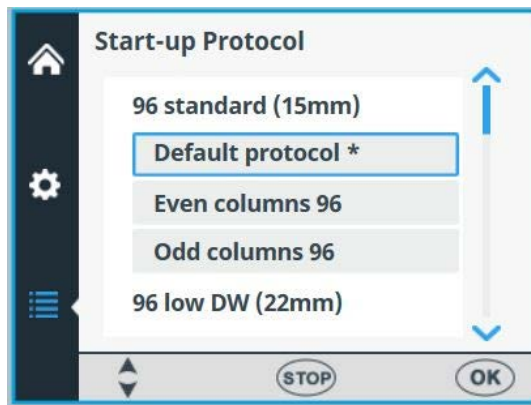 Start-up Protocol
96 standard (15mm)
Default protocol *
Even columns 96
Odd columns 96
96 low DW (22mm)
STOP
OK